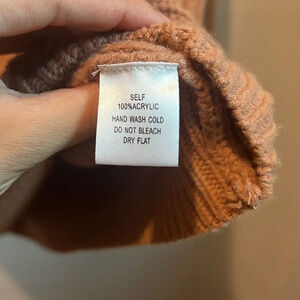 SELF
100%ACRYLIC
HAND WASH COLD
DO NOT BLEACH
DRY FLAT